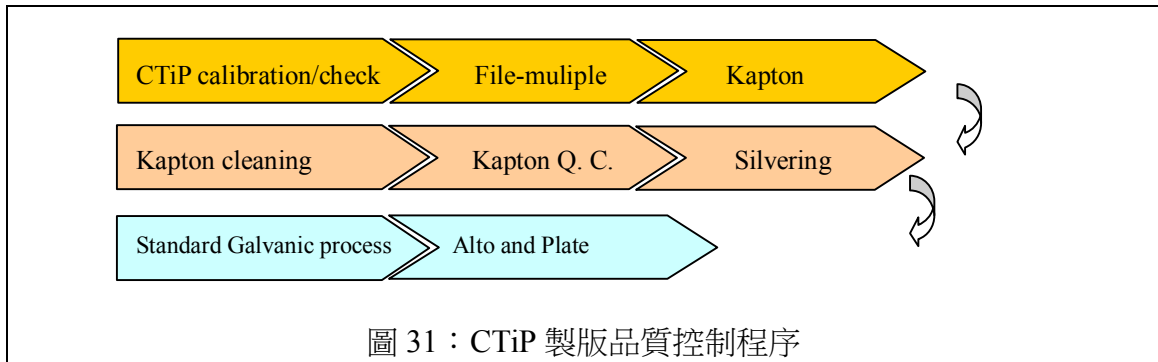 CTiP calibration/check
File-muliple
Kapton
Kapton cleaning
Kapton Q. C.
Silvering
Standard Galvanic process
Alto and Plate
圖 31：CTiP 製版品質控制程序